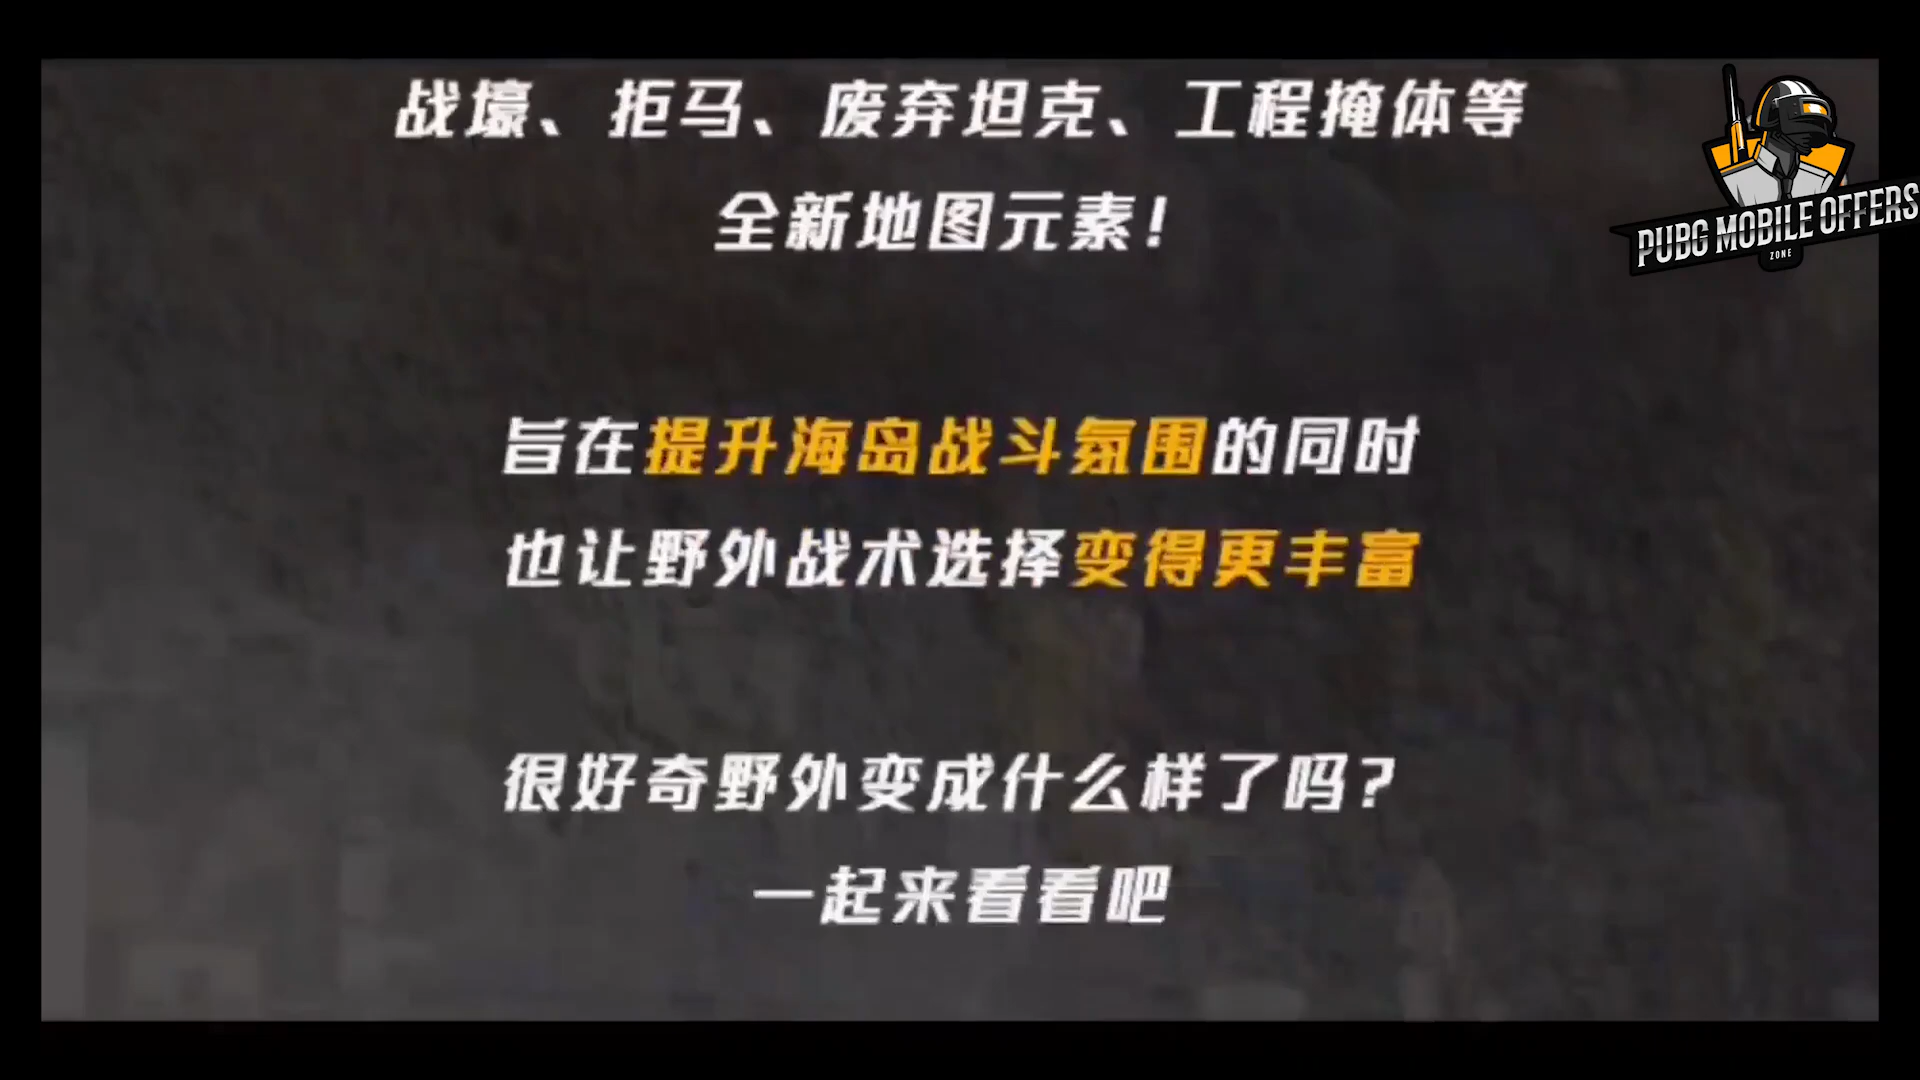 战壕、拒马、废弃坦克、工程掩体等
全新地图元素!
旨在提升海岛战斗氛围的同时
也让野外战术选择变得更丰富
很好奇野外变成什么样了吗?
一起来看看吧
PUBG MOBILE OFFERS
ZONE